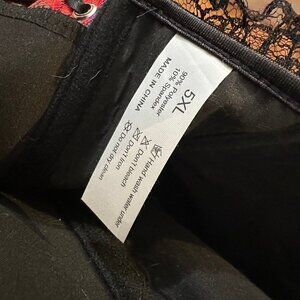 5XL
90% Polyester
10% Spandex
MADE IN CHINA
Hand wash water under
Don't bleach
Don't Iron
Do not dry clean